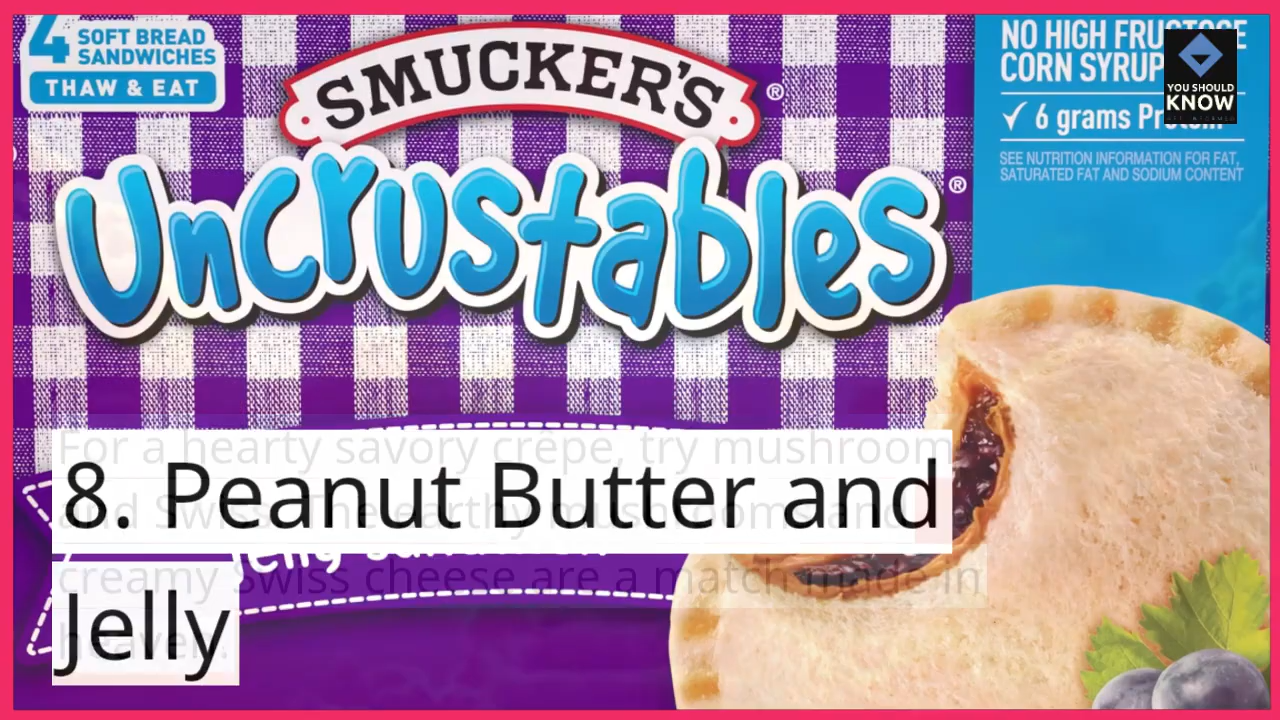 4 SOFT BREAD
SANDWICHES
THAW & EAT
SMUCKER'S®
Uncrustables®
NO HIGH FRUCTOSE
CORN SYRUP
YOU SHOULD
KNOW
✓ 6 grams Protein
SEE NUTRITION INFORMATION FOR FAT,
SATURATED FAT AND SODIUM CONTENT
For a hearty savory crêpe, try mushroom
and Swiss. The earthy mushrooms and
creamy Swiss cheese are a match made in
heaven.
8. Peanut Butter and
Jelly